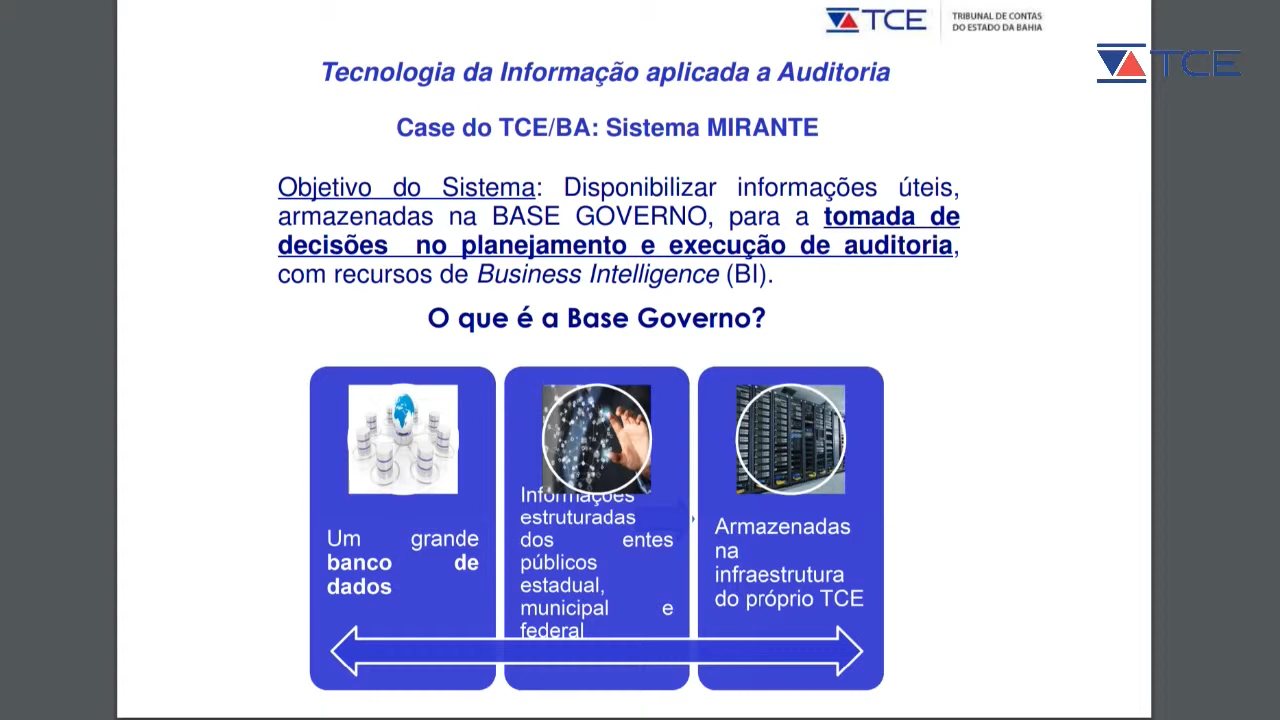 TCE
TRIBUNAL DE CONTAS
DO ESTADO DA BAHIA
TCE
Tecnologia da Informação aplicada a Auditoria
Case do TCE/BA: Sistema MIRANTE
Objetivo do Sistema: Disponibilizar informações úteis,
armazenadas na BASE GOVERNO, para a tomada de
decisões no planejamento e execução de auditoria,
com recursos de Business Intelligence (BI).
O que é a Base Governo?
Um grande
banco de
dados
Informações
estruturadas
dos entes
públicos
estadual,
municipal e
federal
Armazenadas
na
infraestrutura
do próprio TCE